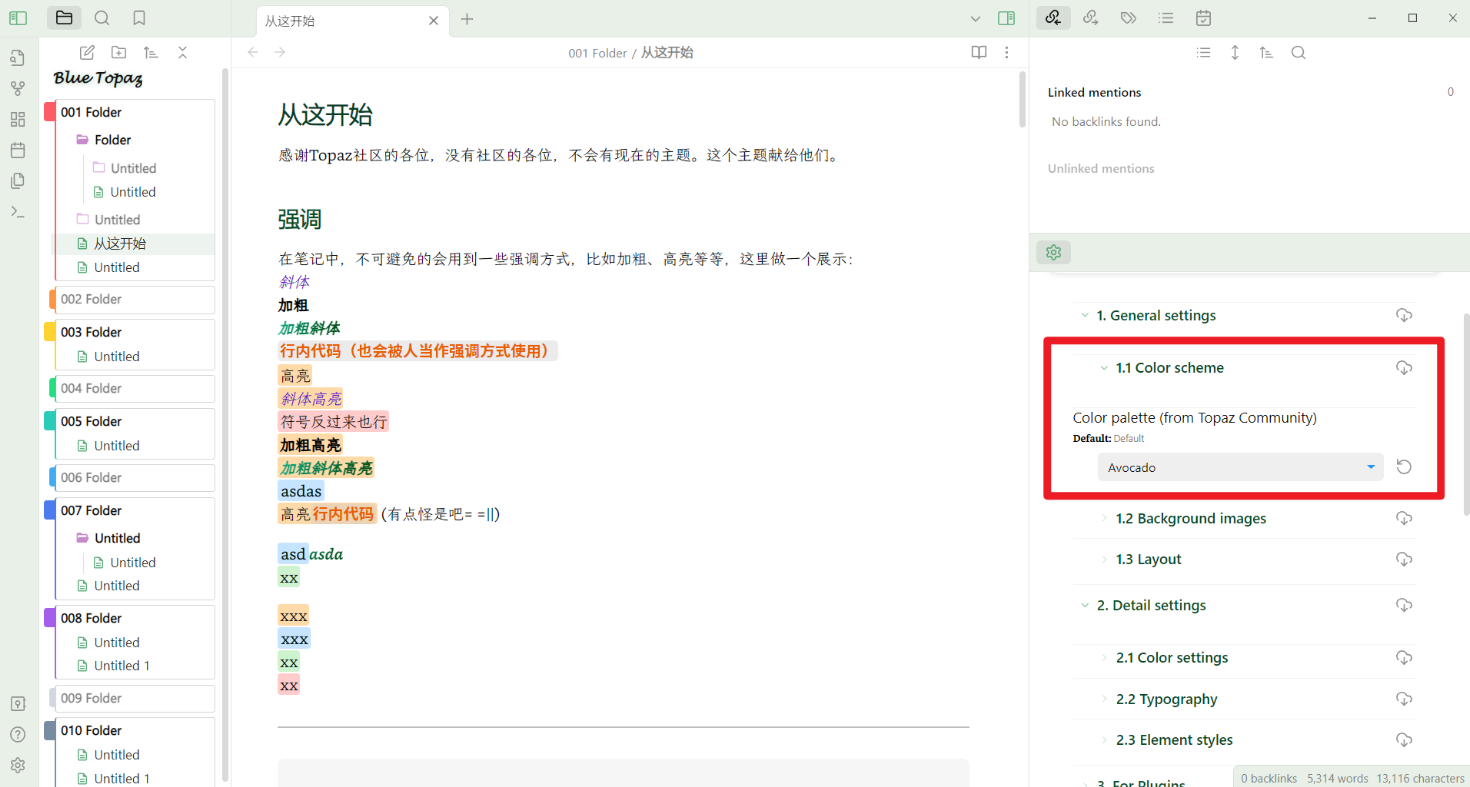 从这开始
001 Folder / 从这开始
Blue Topaz
001 Folder
Folder
Untitled
Untitled
Untitled
从这开始
Untitled
002 Folder
003 Folder
Untitled
004 Folder
005 Folder
Untitled
006 Folder
007 Folder
Untitled
Untitled
Untitled
008 Folder
Untitled
Untitled 1
009 Folder
010 Folder
Untitled
Untitled 1
从这开始
感谢Topaz社区的各位，没有社区的各位，不会有现在的主题。这个主题献给他们。
强调
在笔记中，不可避免的会用到一些强调方式，比如加粗、高亮等等，这里做一个展示：
斜体
加粗
加粗斜体
行内代码（也会被人当作强调方式使用）
高亮
斜体高亮
符号反过来也行
加粗高亮
加粗斜体高亮
asdas
高亮行内代码 (有点怪是吧= =||)
asd asda
xx
xxx
xxx
xx
xx
Linked mentions 0
No backlinks found.
Unlinked mentions
1. General settings
1.1 Color scheme
Color palette (from Topaz Community)
Default: Default
Avocado
1.2 Background images
1.3 Layout
2. Detail settings
2.1 Color settings
2.2 Typography
2.3 Element styles
3. For Plugins
0 backlinks 5,314 words 13,116 characters